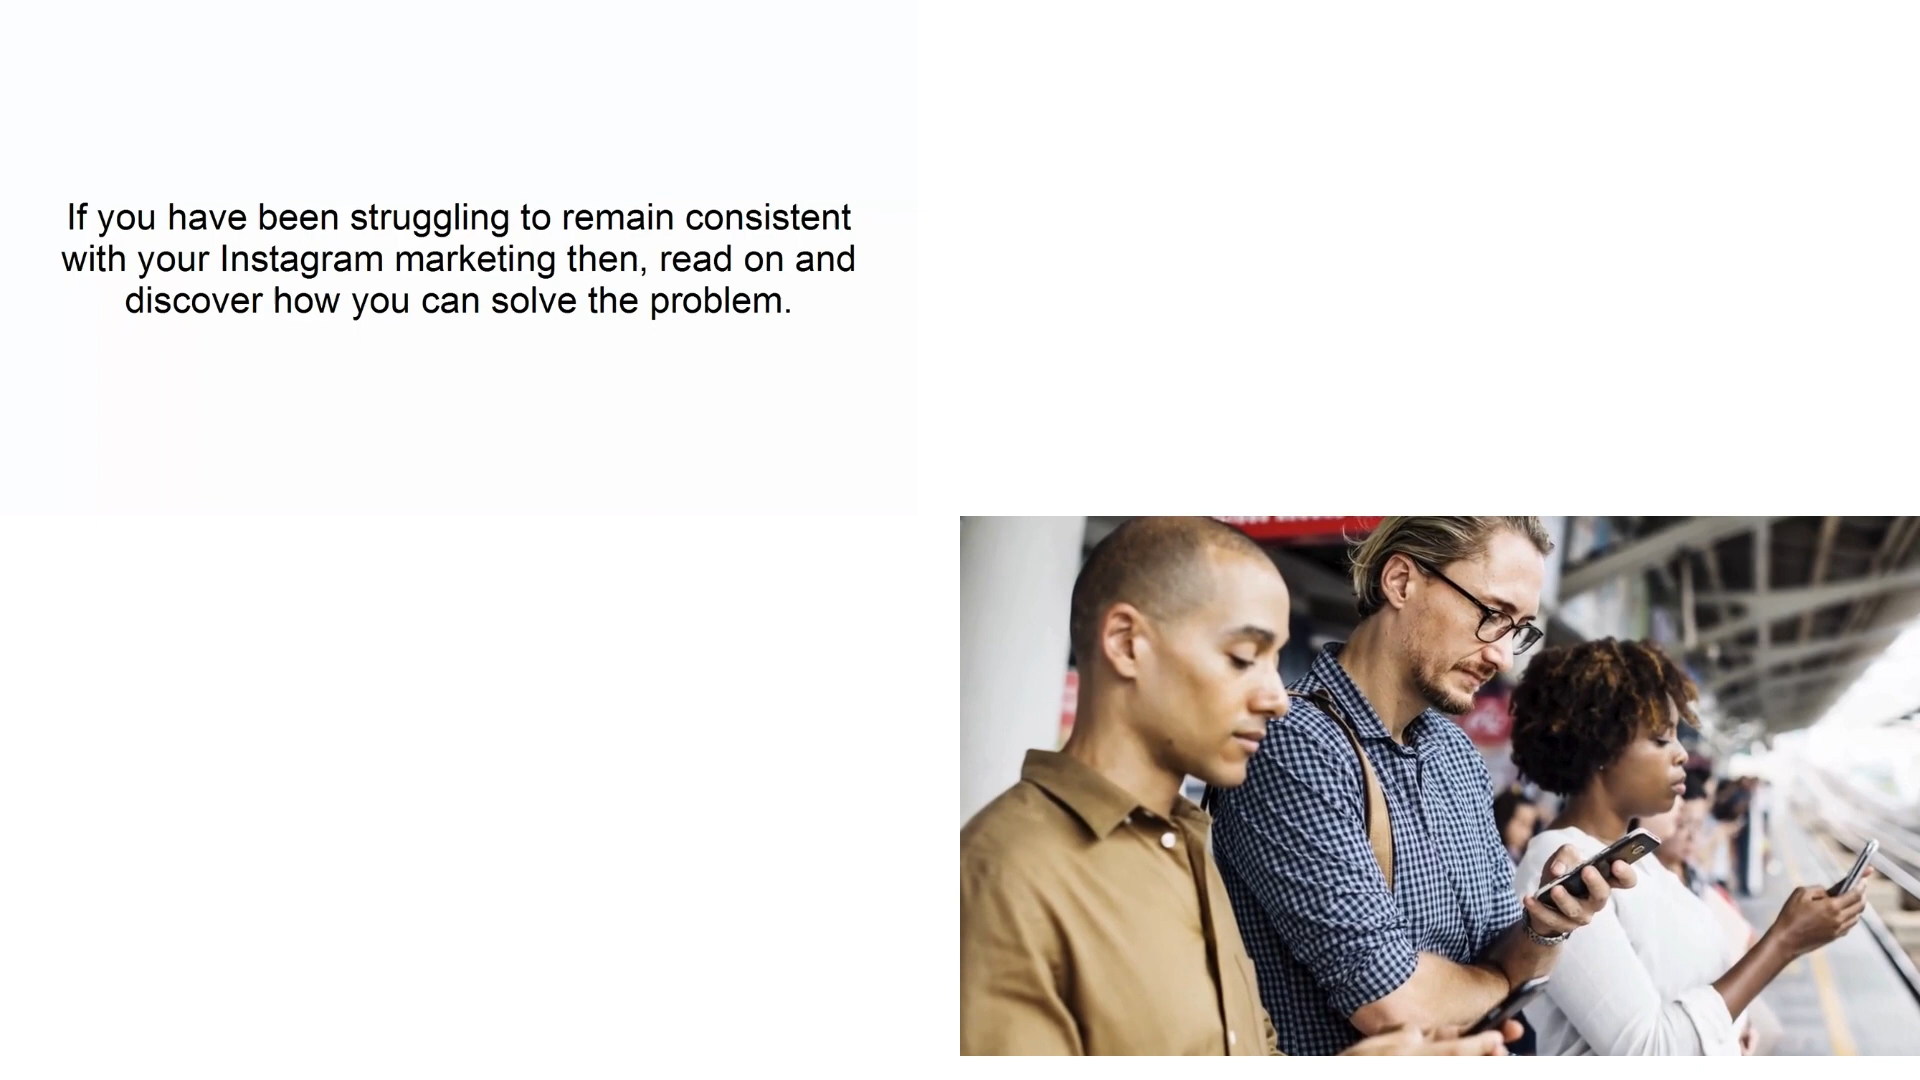 If you have been struggling to remain consistent
with your Instagram marketing then, read on and
discover how you can solve the problem.